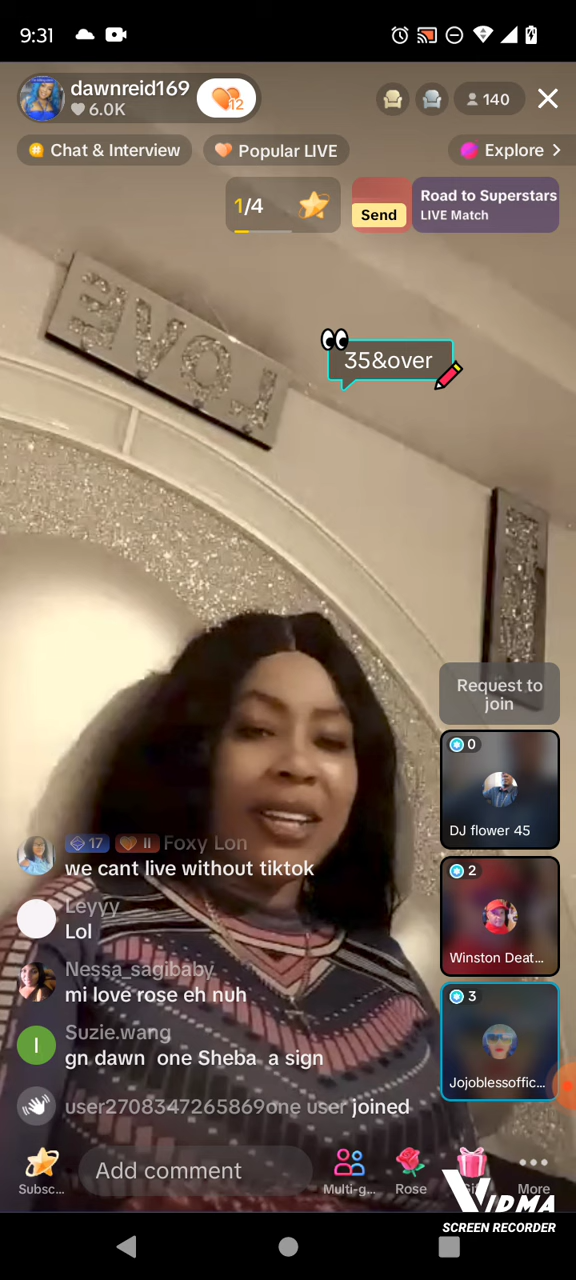 9:31
dawnreid169
6.0K
12
140
Chat & Interview
Popular LIVE
Explore
1/4
Send
Road to Superstars
LIVE Match
LOVE
35&over
Request to
join
0
DJ flower 45
2
Winston Deat...
3
Jojoblessoffic...
17
II
Foxy Lon
we cant live without tiktok
Leyyy
Lol
Nessa_sagibaby
mi love rose eh nuh
I
Suzie.wang
gn dawn one Sheba a sign
user2708347265869one user joined
Add comment
Subsc...
Multi-g...
Rose
More
VIDMA
SCREEN RECORDER